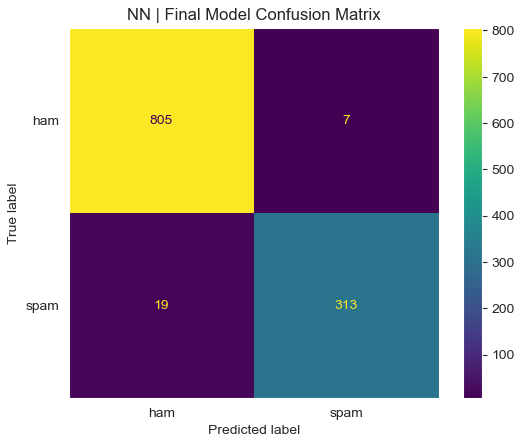 NN | Final Model Confusion Matrix
True label
ham
805
7
spam
19
313
ham
spam
Predicted label
800
700
600
500
400
300
200
100